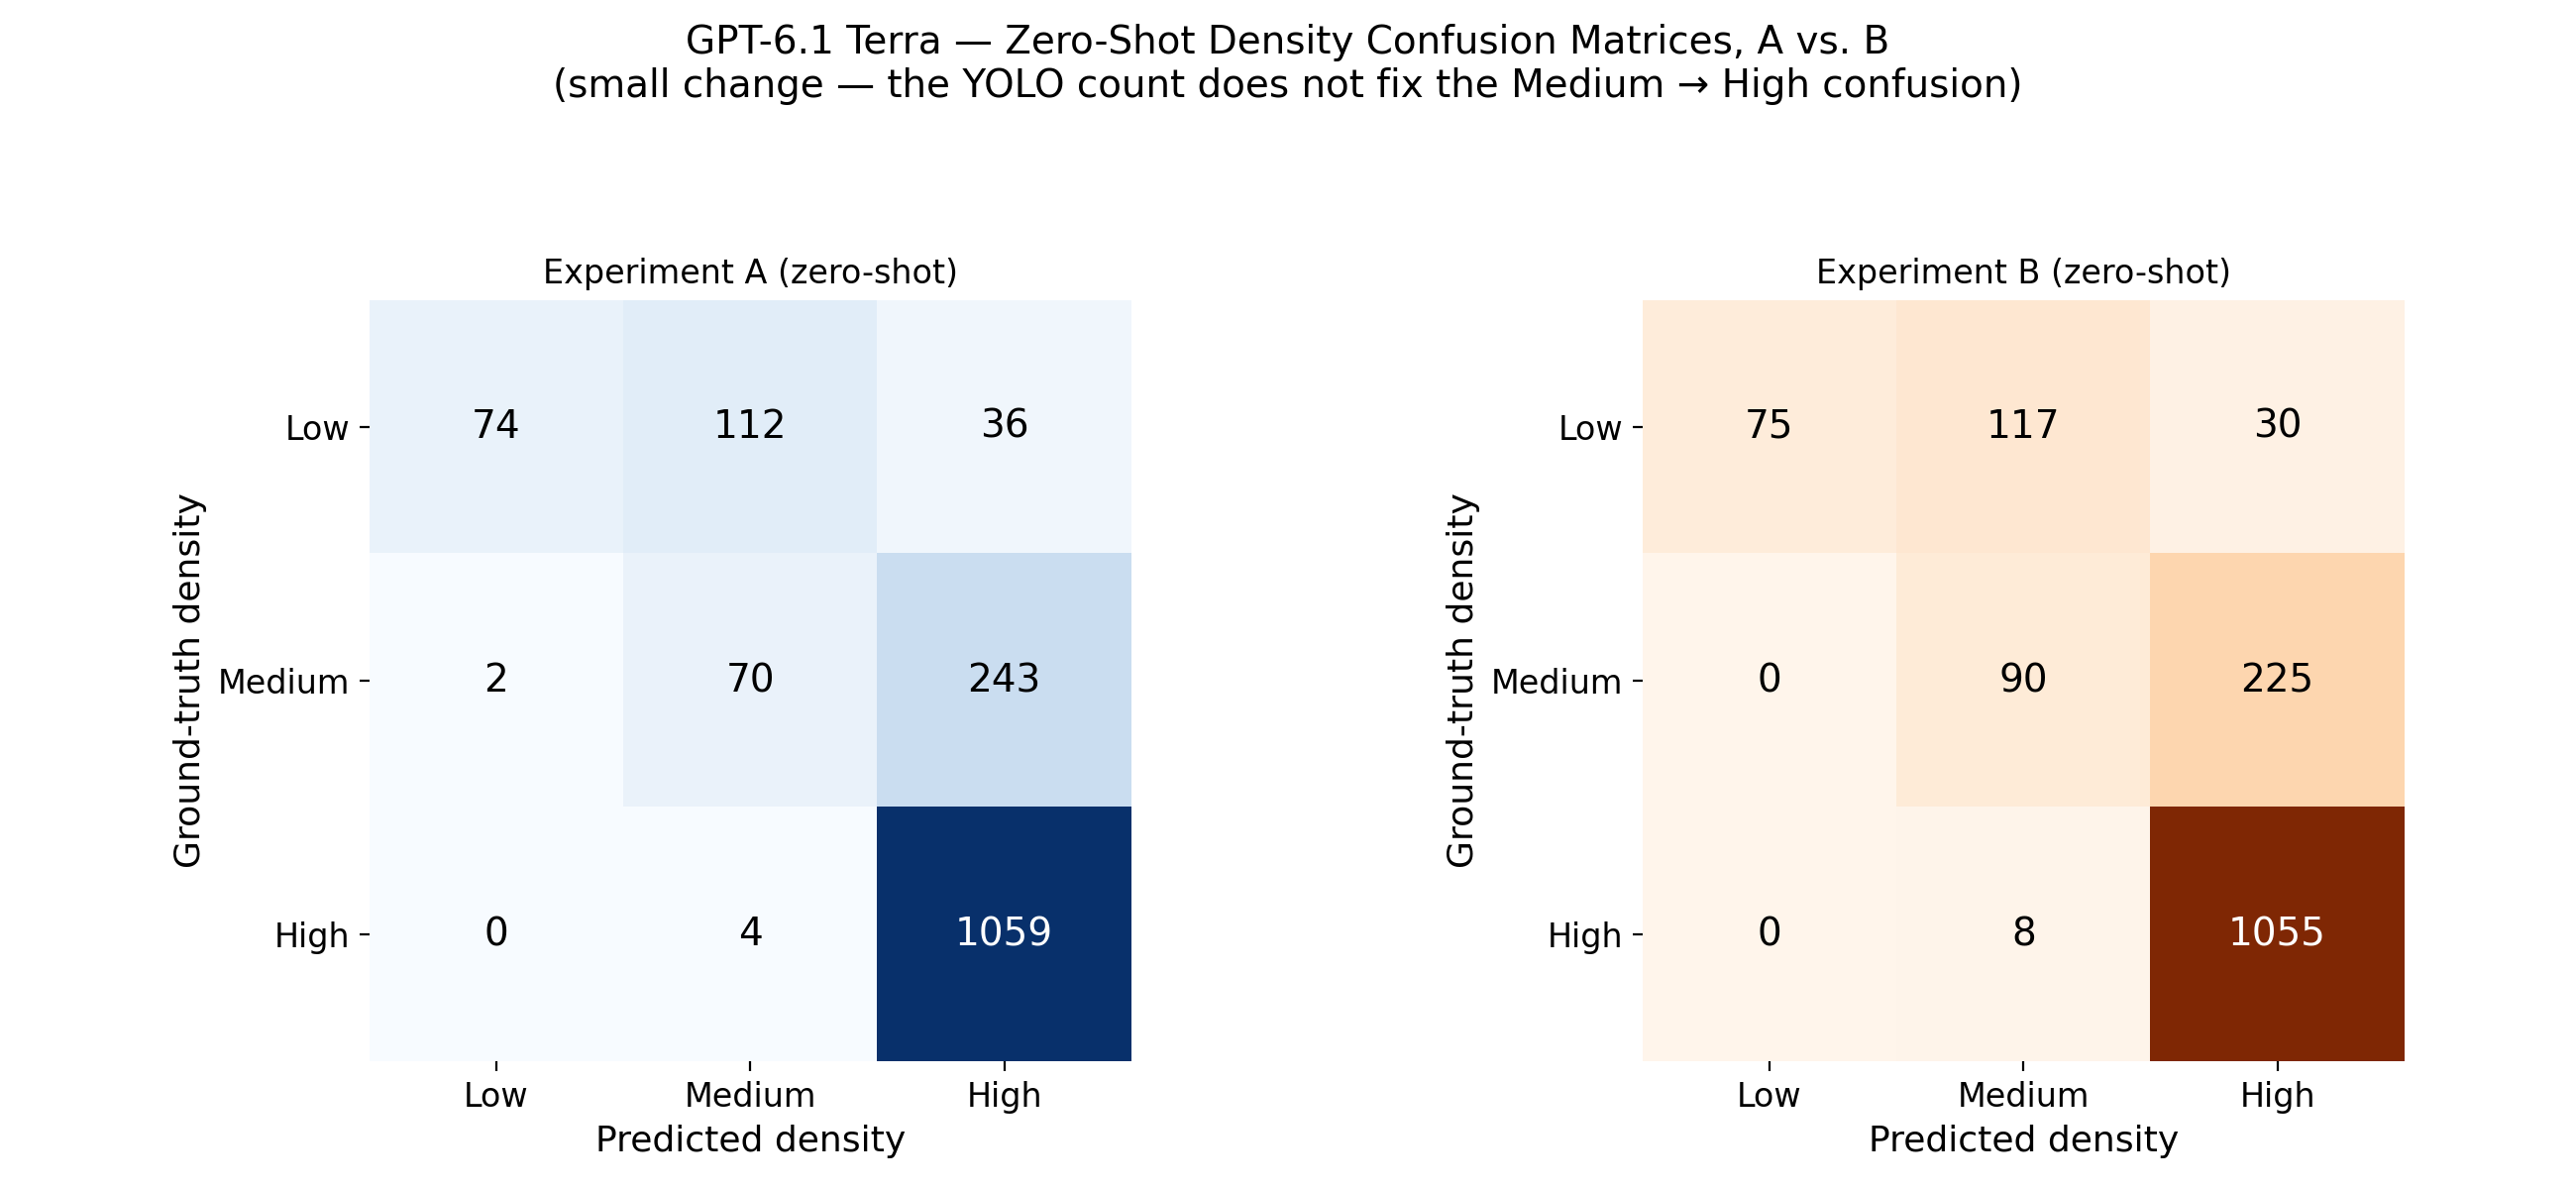 GPT-6.1 Terra — Zero-Shot Density Confusion Matrices, A vs. B
(small change — the YOLO count does not fix the Medium → High confusion)
Experiment A (zero-shot)
Ground-truth density
Low 74 112 36
Medium 2 70 243
High 0 4 1059
Low Medium High
Predicted density
Experiment B (zero-shot)
Ground-truth density
Low 75 117 30
Medium 0 90 225
High 0 8 1055
Low Medium High
Predicted density